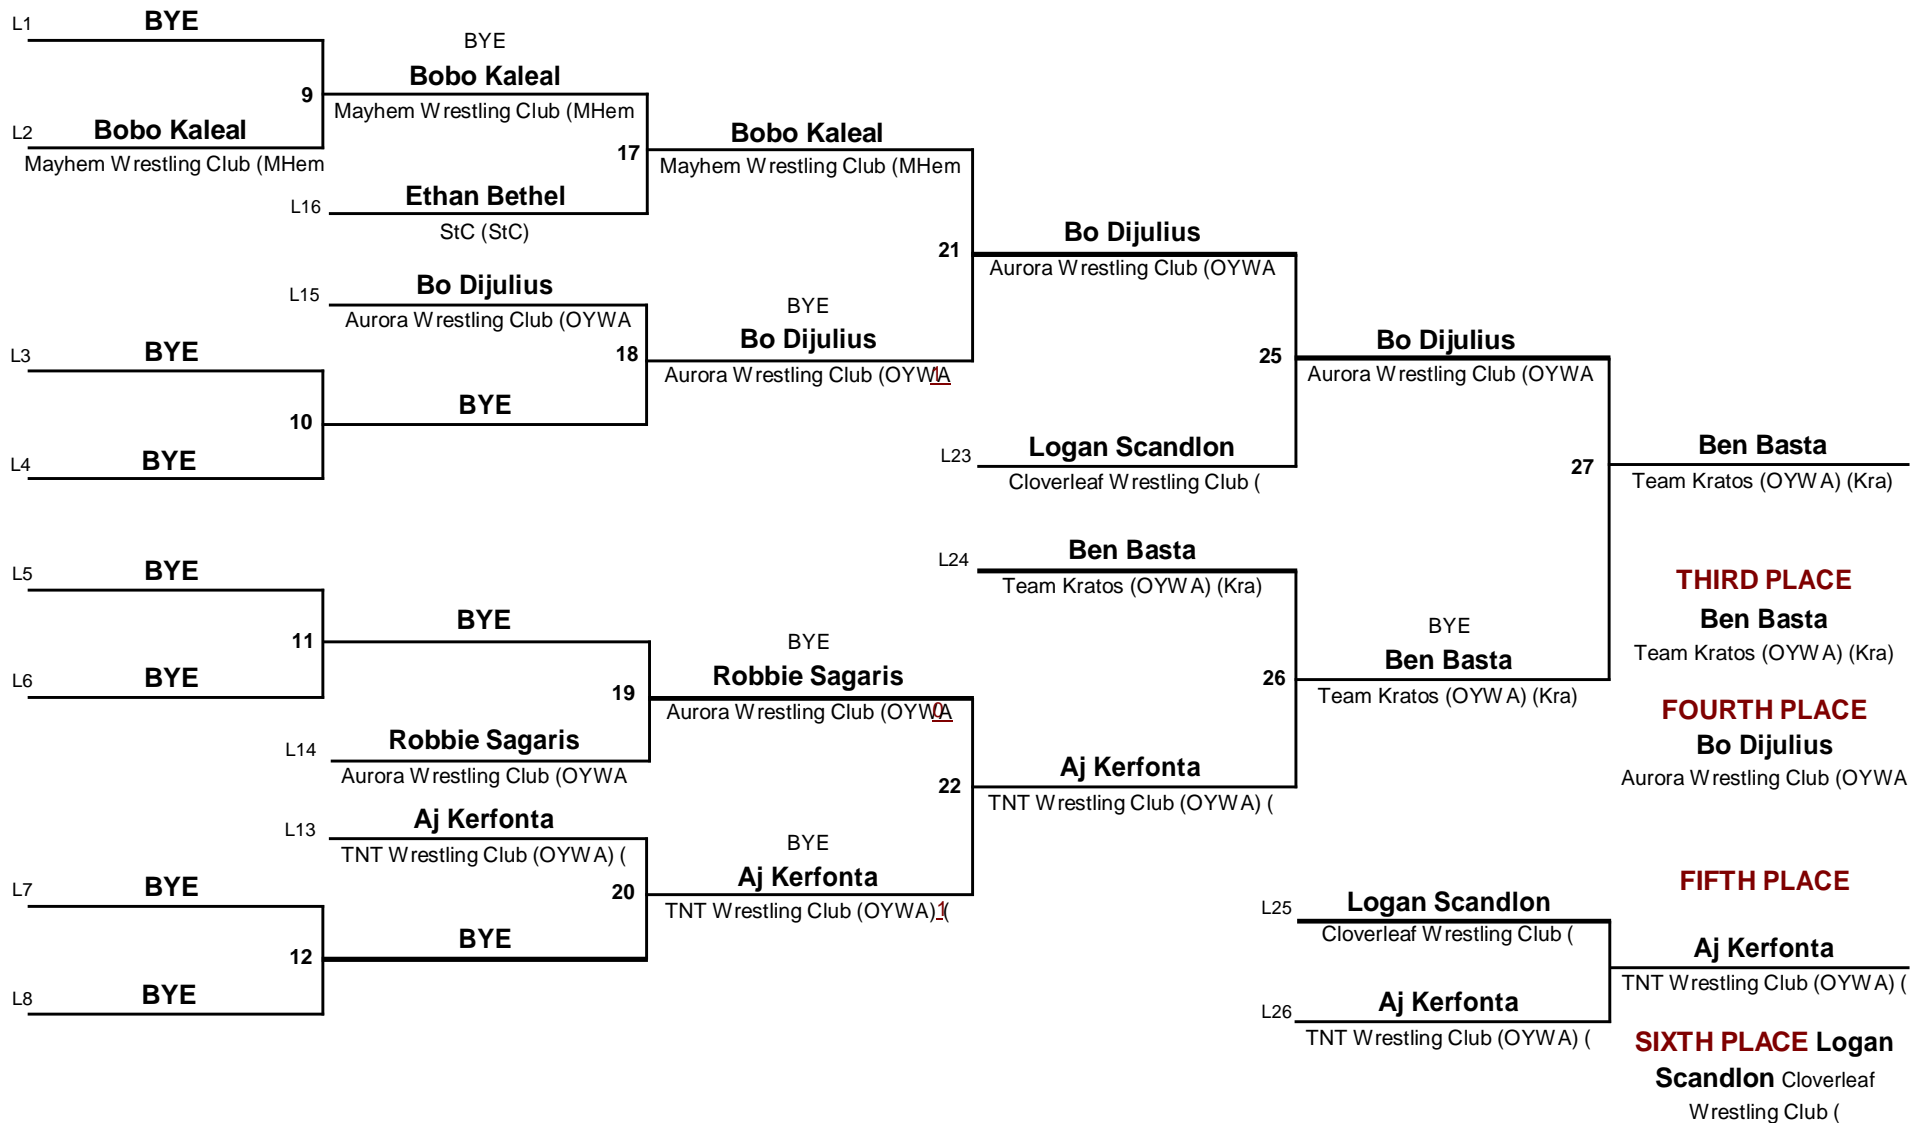 L1 BYE
BYE
Bobo Kaleal
9
Mayhem Wrestling Club (MHem
L2 Bobo Kaleal
Mayhem Wrestling Club (MHem
17
Bobo Kaleal
Mayhem Wrestling Club (MHem
L16 Ethan Bethel
StC (StC)
21
Bo Dijulius
Aurora Wrestling Club (OYWA
L15 Bo Dijulius
Aurora Wrestling Club (OYWA
BYE
18
Bo Dijulius
Aurora Wrestling Club (OYWA 1
L3 BYE
10
BYE
L4 BYE
25
Bo Dijulius
Aurora Wrestling Club (OYWA
L23 Logan Scandlon
Cloverleaf Wrestling Club (
27
Ben Basta
Team Kratos (OYWA) (Kra)
L5 BYE
11
BYE
L6 BYE
L24 Ben Basta
Team Kratos (OYWA) (Kra)
BYE
19
Robbie Sagaris
Aurora Wrestling Club (OYWA 0
L14 Robbie Sagaris
Aurora Wrestling Club (OYWA
BYE
26
Ben Basta
Team Kratos (OYWA) (Kra)
22
Aj Kerfonta
TNT Wrestling Club (OYWA) (
L13 Aj Kerfonta
TNT Wrestling Club (OYWA) (
BYE
20
Aj Kerfonta
TNT Wrestling Club (OYWA) ( 1
L7 BYE
12
BYE
L8 BYE
THIRD PLACE
Ben Basta
Team Kratos (OYWA) (Kra)
FOURTH PLACE
Bo Dijulius
Aurora Wrestling Club (OYWA
L25 Logan Scandlon
Cloverleaf Wrestling Club (
L26 Aj Kerfonta
TNT Wrestling Club (OYWA) (
FIFTH PLACE
Aj Kerfonta
TNT Wrestling Club (OYWA) (
SIXTH PLACE Logan
Scandlon Cloverleaf
Wrestling Club (